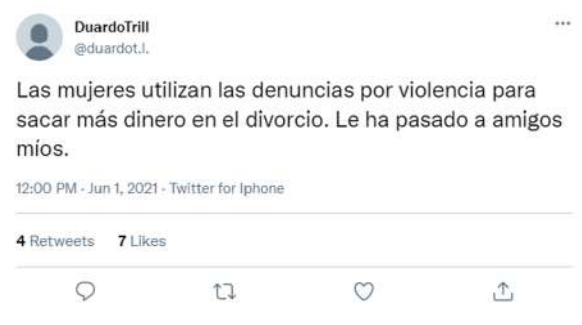 DuardoTrill
@duardot.l.
Las mujeres utilizan las denuncias por violencia para
sacar más dinero en el divorcio. Le ha pasado a amigos
míos.
12:00 PM - Jun 1, 2021 - Twitter for Iphone
4 Retweets 7 Likes